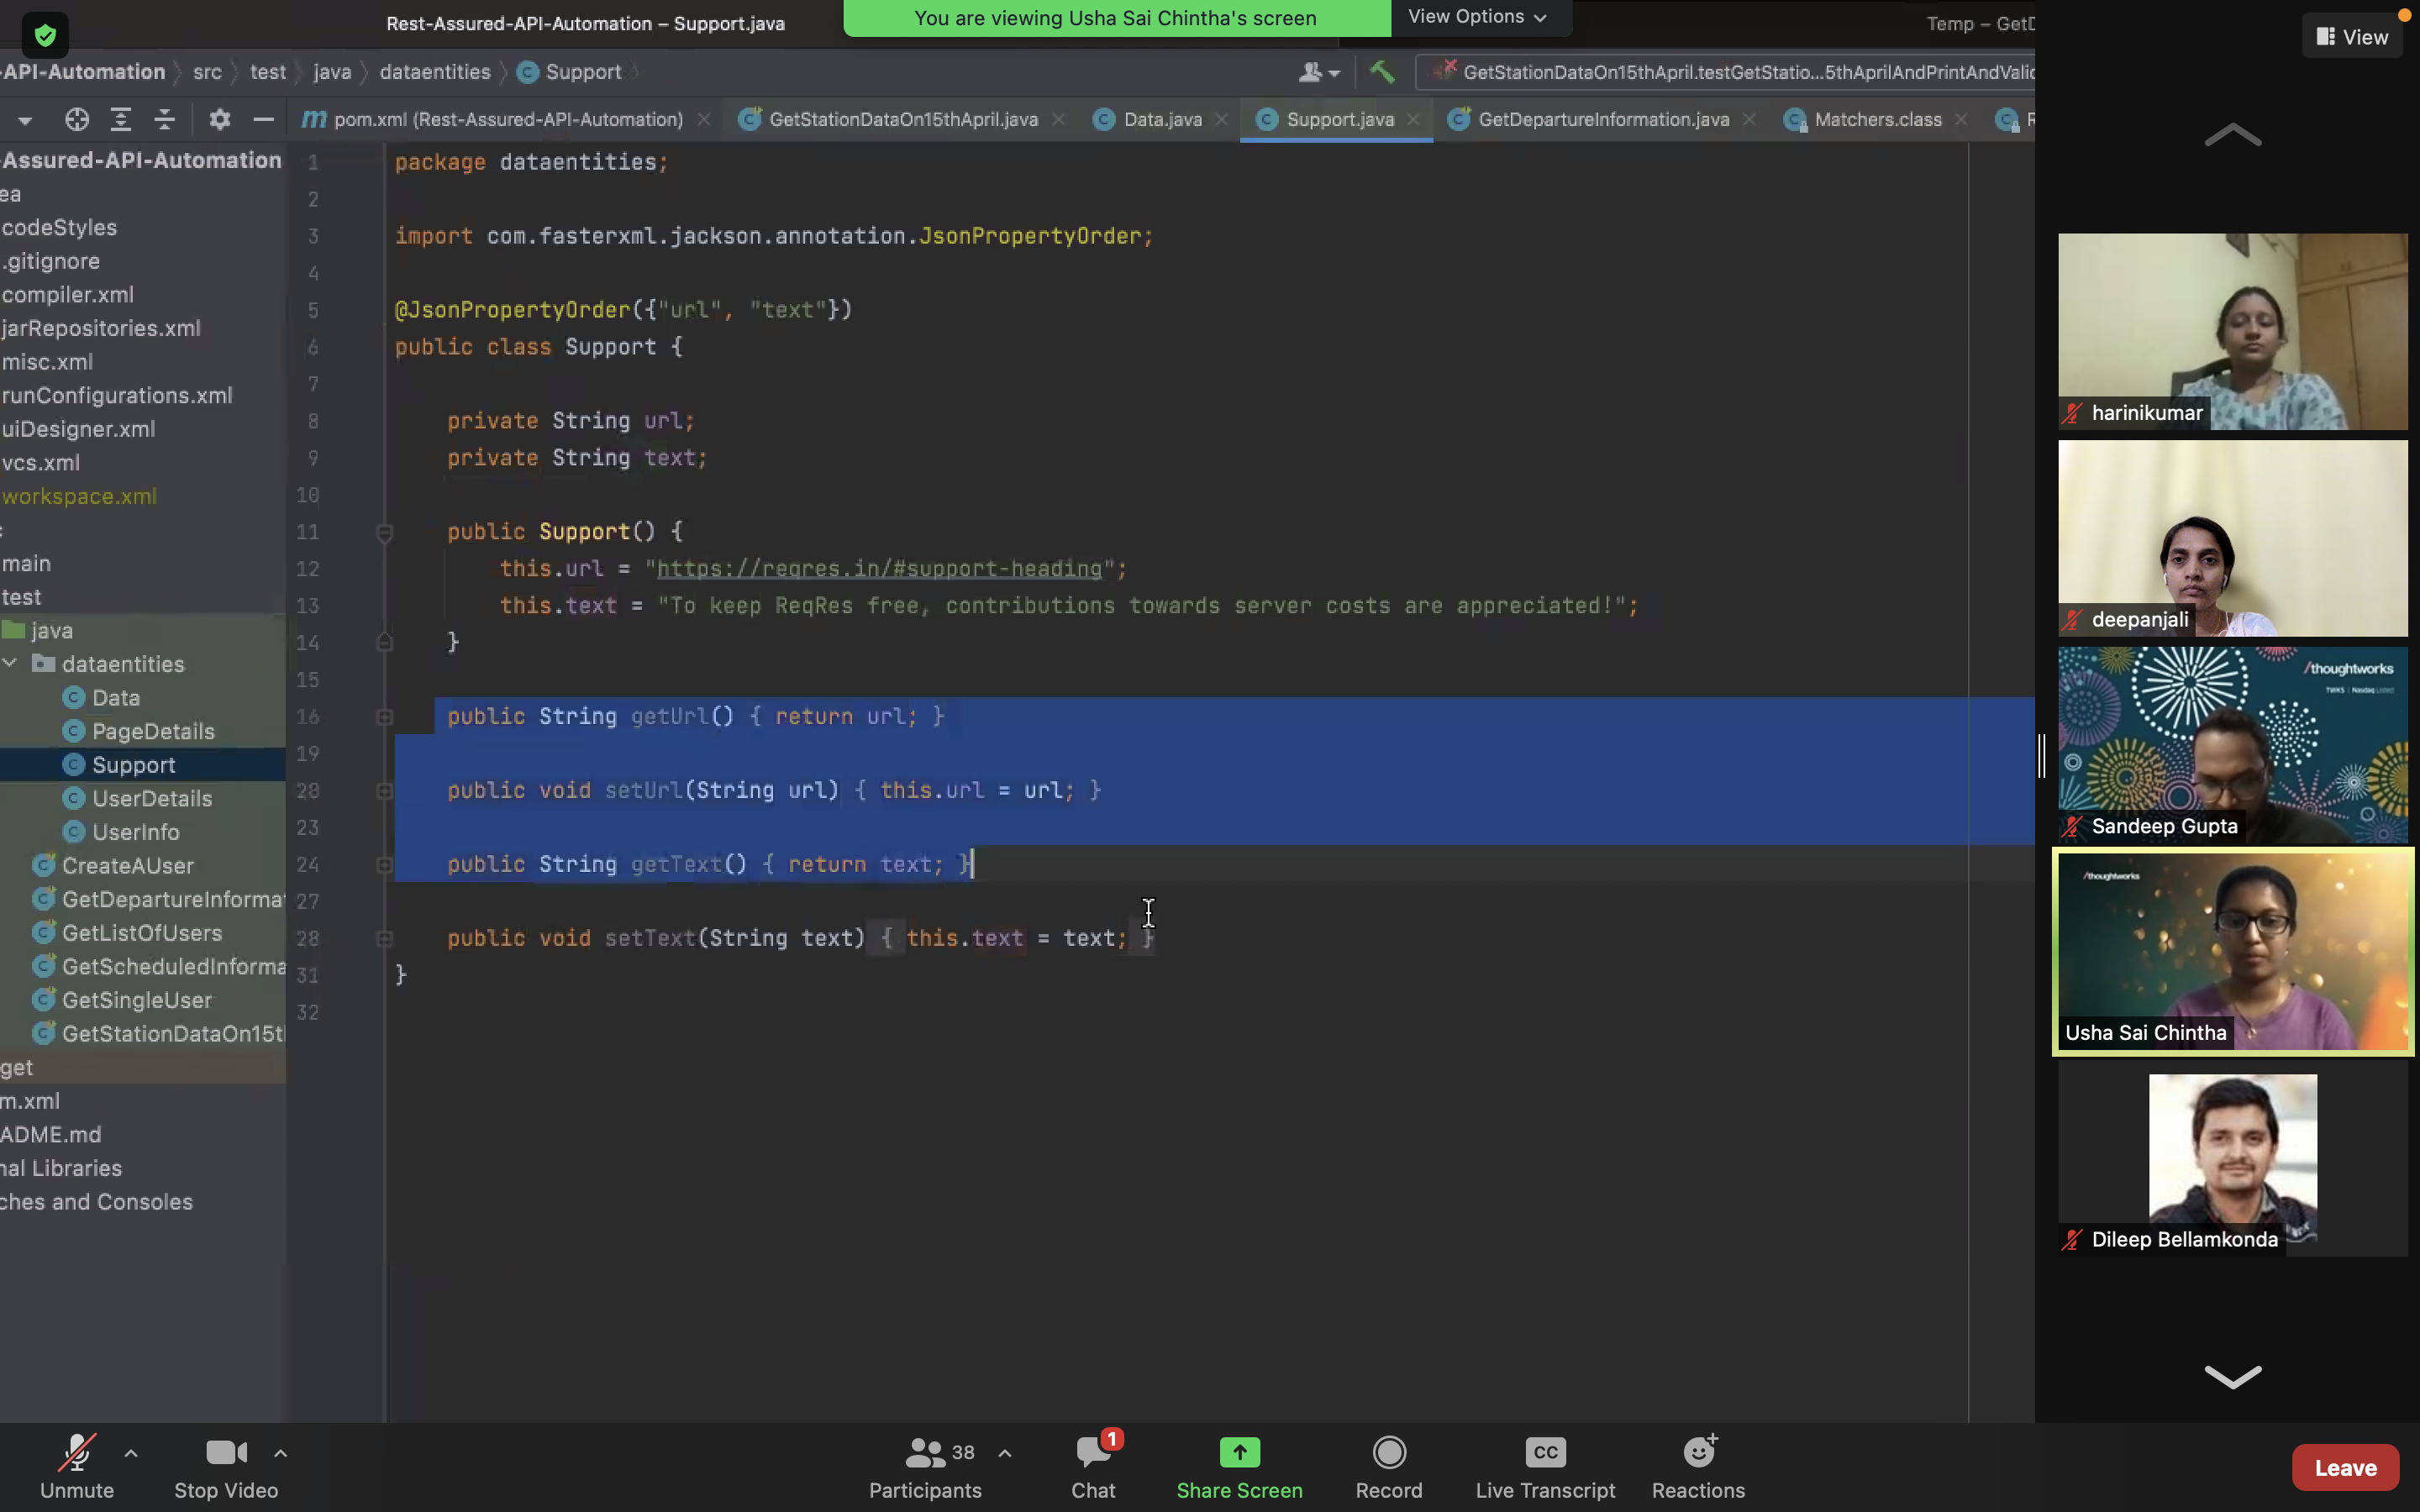 Rest-Assured-API-Automation – Support.java
You are viewing Usha Sai Chintha's screen
View Options
Temp – GetD
View
-API-Automation
src
test
java
dataentities
Support
GetStationDataOn15thApril.testGetStatio...5thAprilAndPrintAndValid
pom.xml (Rest-Assured-API-Automation)
GetStationDataOn15thApril.java
Data.java
Support.java
GetDepartureInformation.java
Matchers.class
R
-Assured-API-Automation
ea
codeStyles
.gitignore
compiler.xml
jarRepositories.xml
misc.xml
runConfigurations.xml
uiDesigner.xml
vcs.xml
workspace.xml
main
test
java
dataentities
Data
PageDetails
Support
UserDetails
UserInfo
CreateAUser
GetDepartureInformat
GetListOfUsers
GetScheduledInforma
GetSingleUser
GetStationDataOn15tl
get
m.xml
ADME.md
nal Libraries
ches and Consoles
1 package dataentities;
2
3 import com.fasterxml.jackson.annotation.JsonPropertyOrder;
4
5 @JsonPropertyOrder({"url", "text"})
6 public class Support {
7
8 private String url;
9 private String text;
10
11 public Support() {
12 this.url = "https://reqres.in/#support-heading";
13 this.text = "To keep ReqRes free, contributions towards server costs are appreciated!";
14 }
15
16 public String getUrl() { return url; }
19
20 public void setUrl(String url) { this.url = url; }
23
24 public String getText() { return text; }
27
28 public void setText(String text) { this.text = text; }
31 }
32
harinikumar
deepanjali
/thoughtworks
Sandeep Gupta
/thoughtworks
Usha Sai Chintha
Dileep Bellamkonda
Unmute
Stop Video
38
Participants
1
Chat
Share Screen
Record
CC
Live Transcript
Reactions
Leave